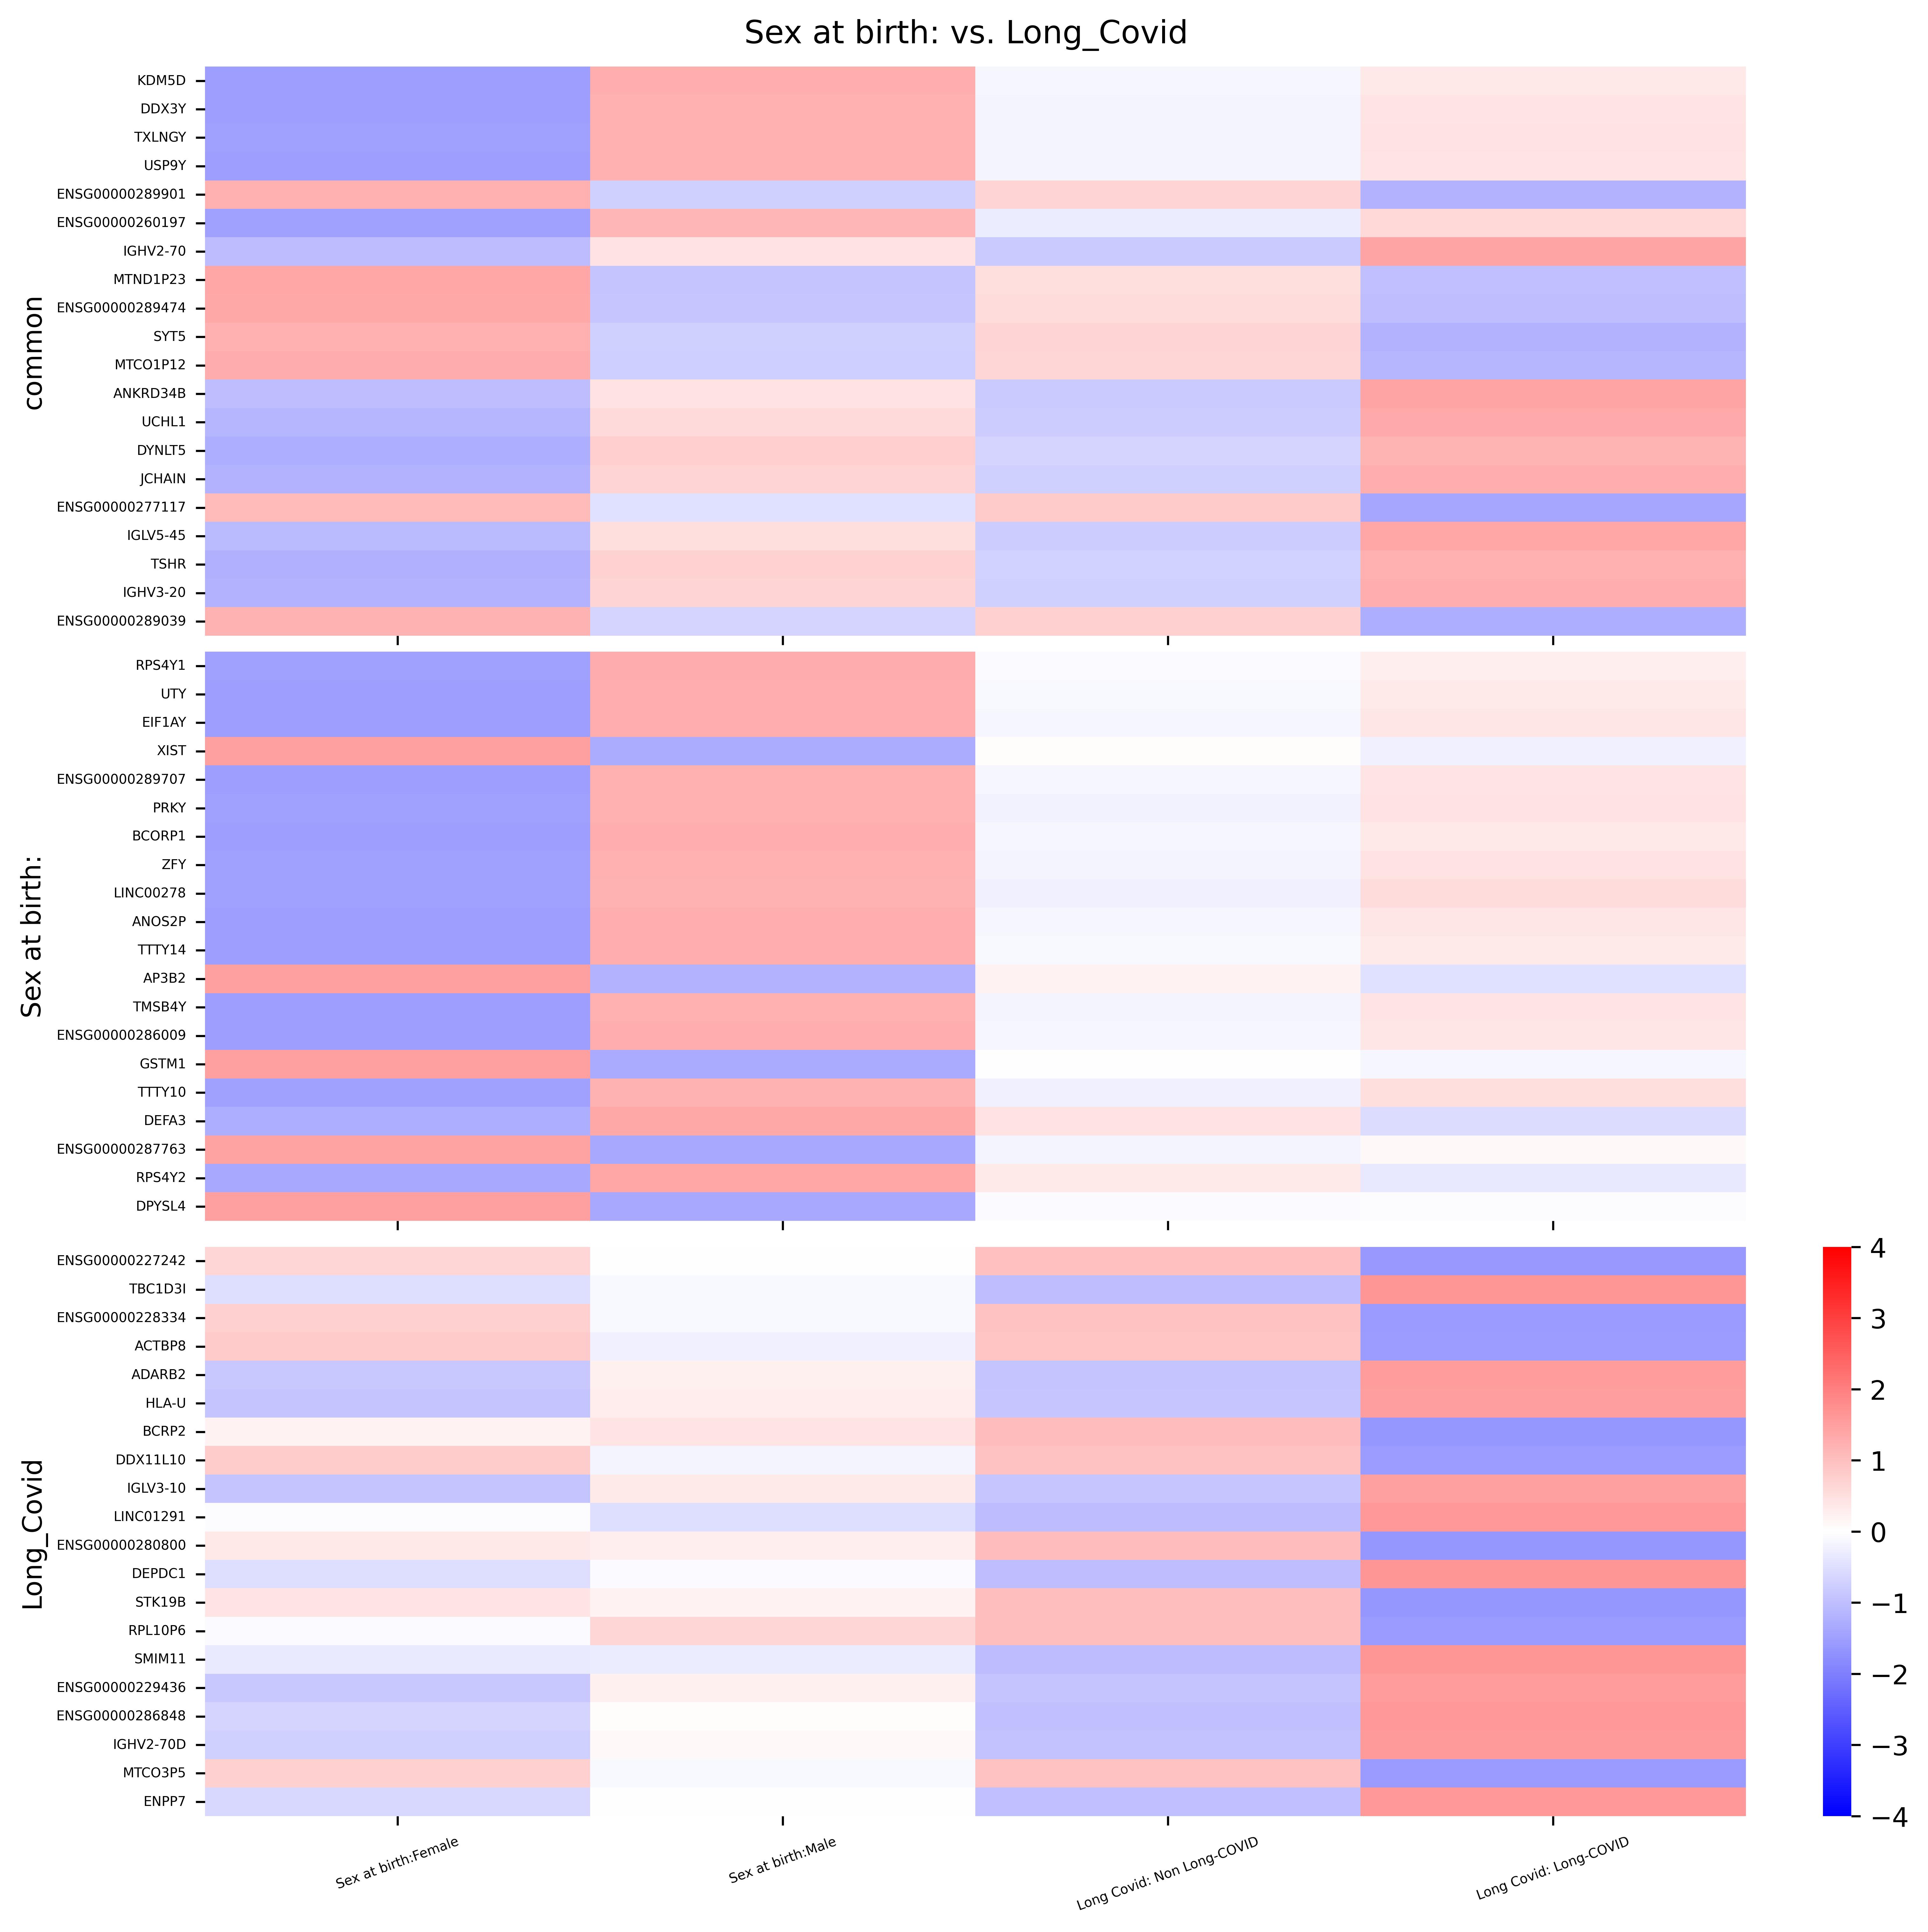 Sex at birth: vs. Long_Covid
common
KDM5D
DDX3Y
TXLNGY
USP9Y
ENSG00000289901
ENSG00000260197
IGHV2-70
MTND1P23
ENSG00000289474
SYT5
MTCO1P12
ANKRD34B
UCHL1
DYNLT5
JCHAIN
ENSG00000277117
IGLV5-45
TSHR
IGHV3-20
ENSG00000289039
Sex at birth:
RPS4Y1
UTY
EIF1AY
XIST
ENSG00000289707
PRKY
BCORP1
ZFY
LINC00278
ANOS2P
TTTY14
AP3B2
TMSB4Y
ENSG00000286009
GSTM1
TTTY10
DEFA3
ENSG00000287763
RPS4Y2
DPYSL4
Long_Covid
ENSG00000227242
TBC1D3I
ENSG00000228334
ACTBP8
ADARB2
HLA-U
BCRP2
DDX11L10
IGLV3-10
LINC01291
ENSG00000280800
DEPDC1
STK19B
RPL10P6
SMIM11
ENSG00000229436
ENSG00000286848
IGHV2-70D
MTCO3P5
ENPP7
Sex at birth:Female
Sex at birth:Male
Long Covid: Non Long-COVID
Long Covid: Long-COVID
4
3
2
1
0
−1
−2
−3
−4